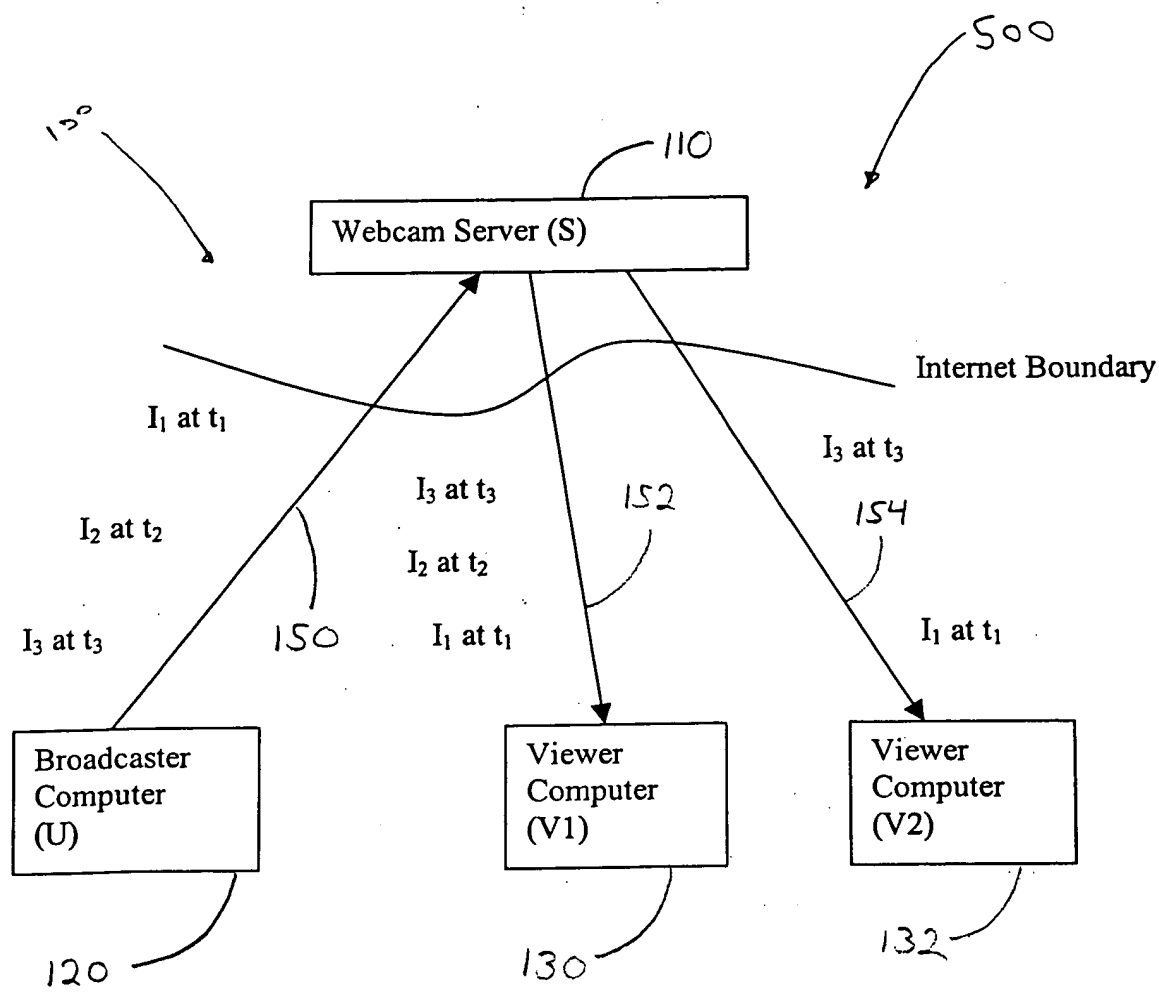 500
100
110
Webcam Server (S)
Internet Boundary
I₁ at t₁
I₃ at t₃
I₃ at t₃
152
154
I₂ at t₂
I₂ at t₂
150
I₃ at t₃
I₁ at t₁
I₁ at t₁
Broadcaster
Computer
(U)
Viewer
Computer
(V1)
Viewer
Computer
(V2)
120
130
132